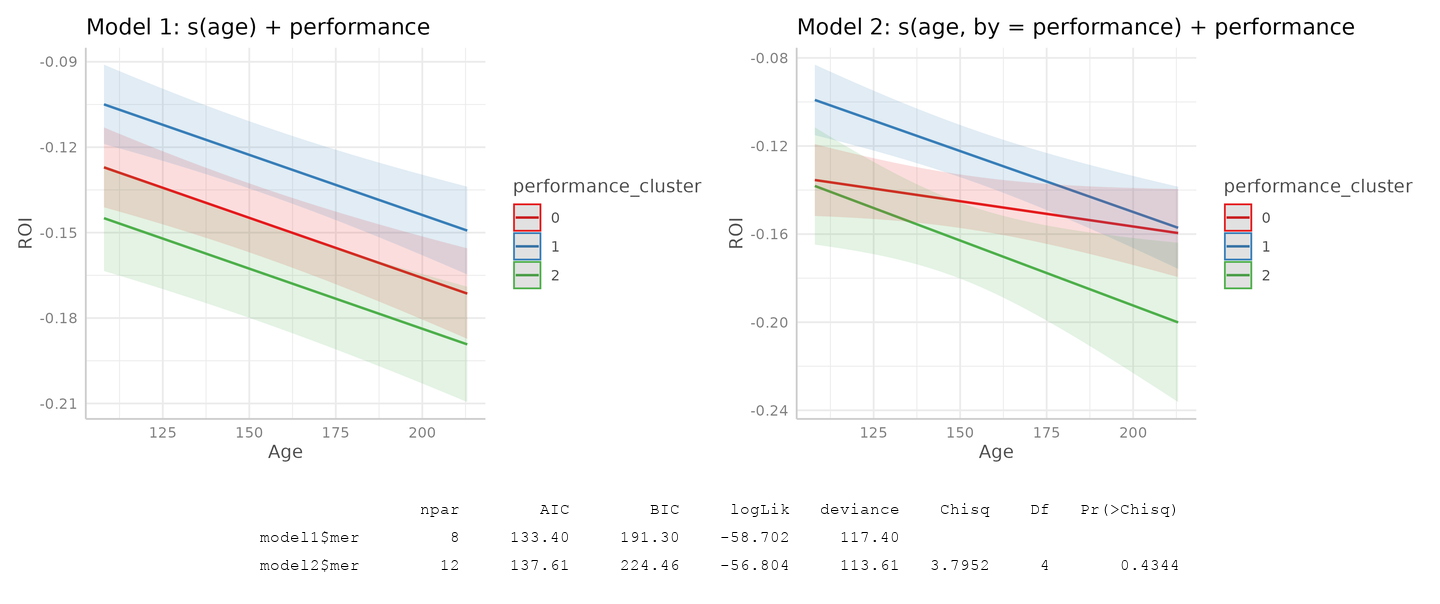 Model 1: s(age) + performance
-0.09
-0.12
-0.15
-0.18
-0.21
ROI
125 150 175 200
Age
performance_cluster
0
1
2
Model 2: s(age, by = performance) + performance
-0.08
-0.12
-0.16
-0.20
-0.24
ROI
125 150 175 200
Age
performance_cluster
0
1
2
npar AIC BIC logLik deviance Chisq Df Pr(>Chisq)
model1$mer 8 133.40 191.30 -58.702 117.40
model2$mer 12 137.61 224.46 -56.804 113.61 3.7952 4 0.4344